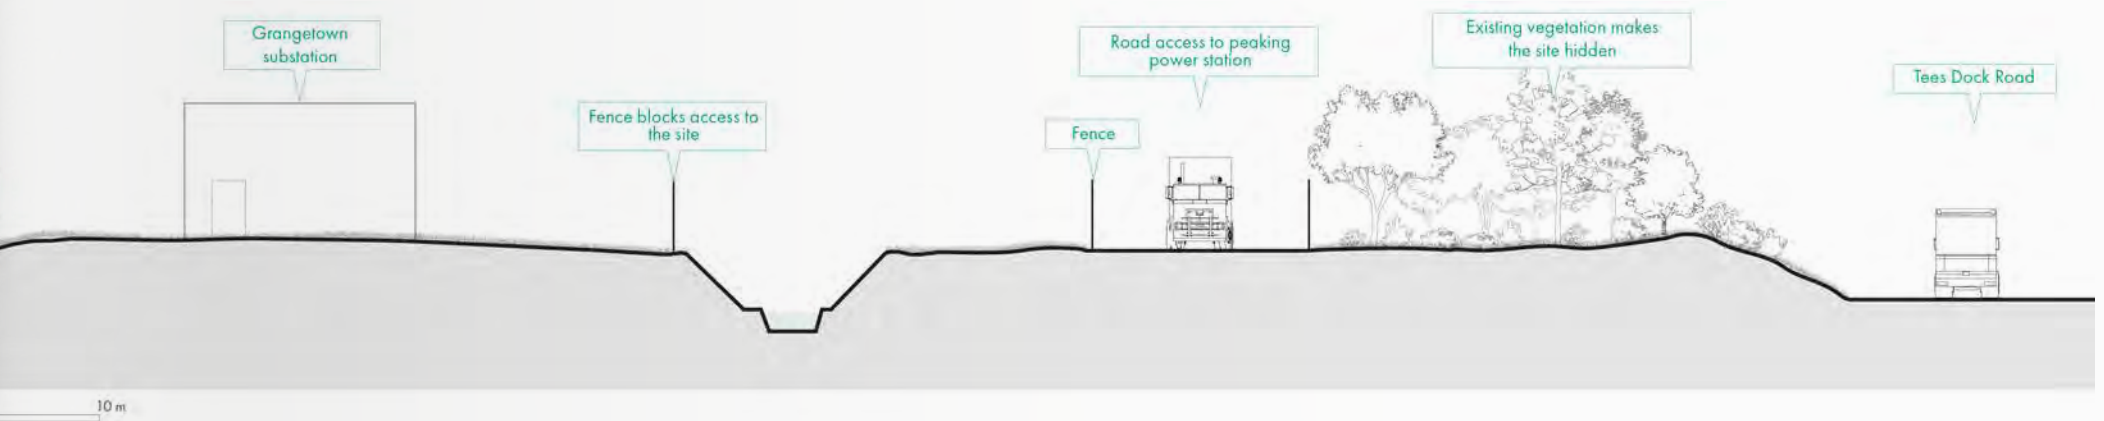 Grangetown
substation
Fence blocks access to
the site
Fence
Road access to peaking
power station
Existing vegetation makes
the site hidden
Tees Dock Road
10 m